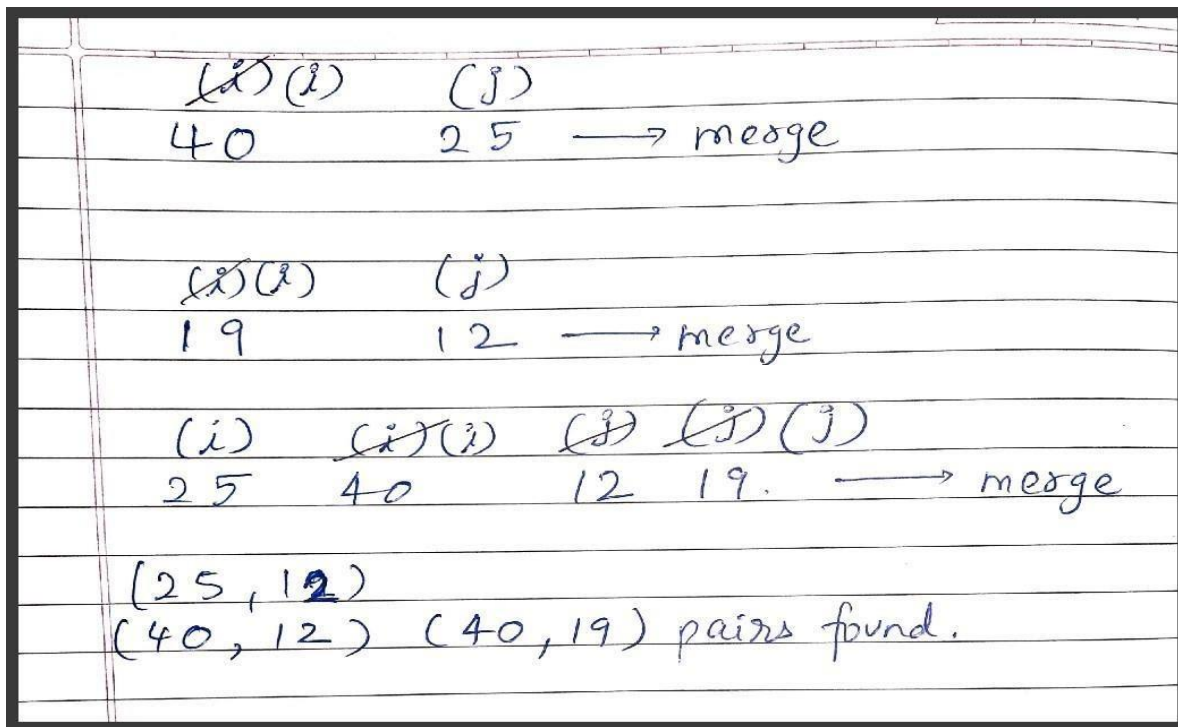 (i) (i) (j)
40 25 → merge
(i) (i) (j)
19 12 → merge
(i) (i) (i) (j) (j) (j)
25 40 12 19. → merge
(25, 12)
(40, 12) (40, 19) pairs found.